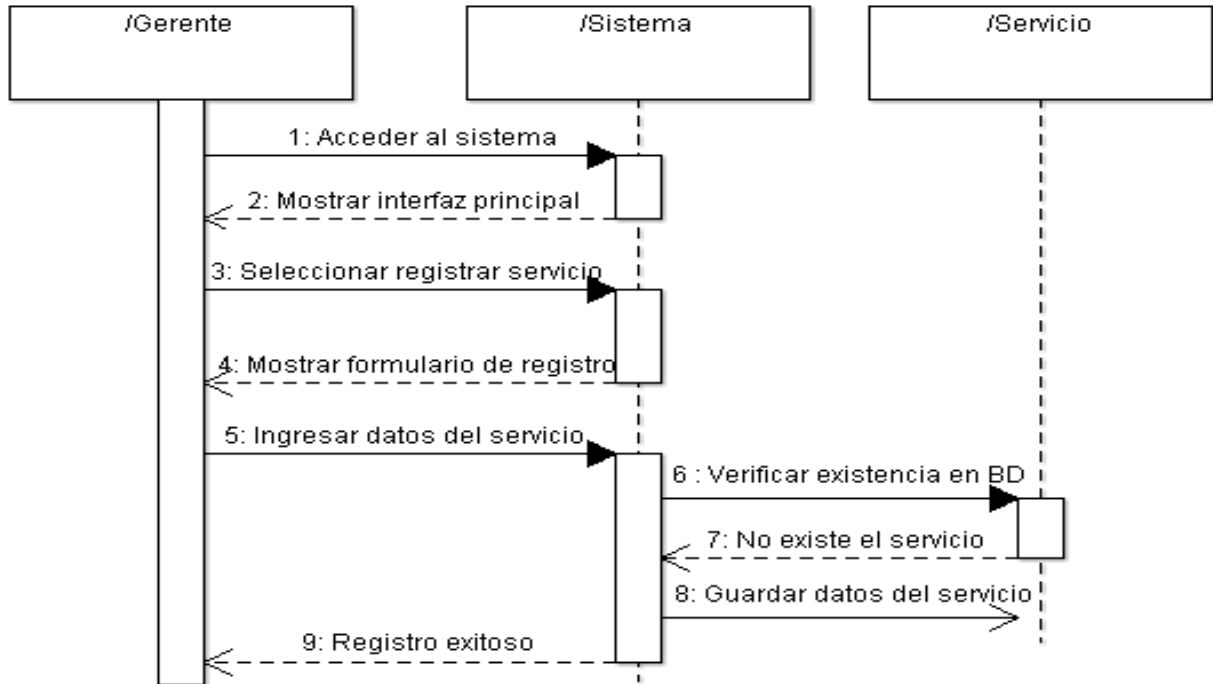 /Gerente
/Sistema
/Servicio
1: Acceder al sistema
2: Mostrar interfaz principal
3: Seleccionar registrar servicio
4: Mostrar formulario de registro
5: Ingresar datos del servicio
6 : Verificar existencia en BD
7: No existe el servicio
8: Guardar datos del servicio
9: Registro exitoso